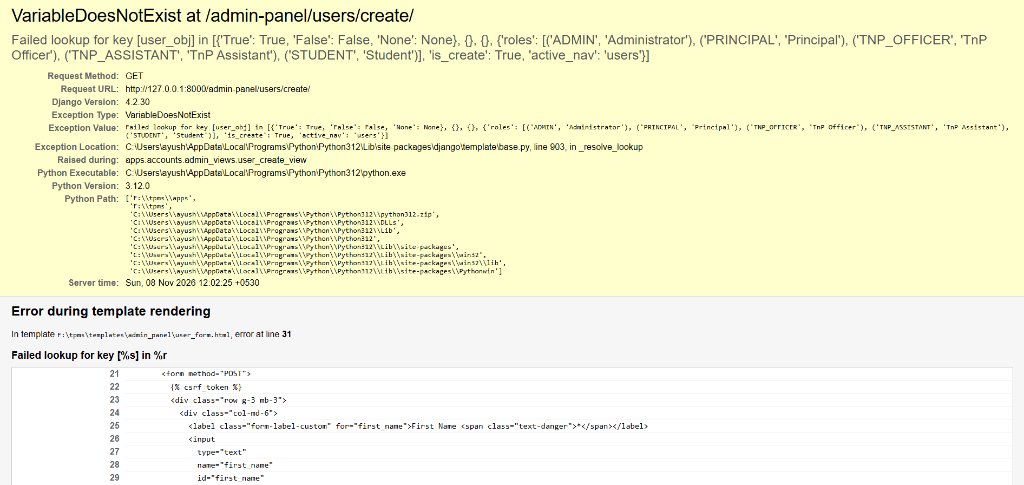 VariableDoesNotExist at /admin-panel/users/create/
Failed lookup for key [user_obj] in [{'True': True, 'False': False, 'None': None}, {}, {}, {'roles': [('ADMIN', 'Administrator'), ('PRINCIPAL', 'Principal'), ('TNP_OFFICER', 'TnP
Officer'), ('TNP_ASSISTANT', 'TnP Assistant'), ('STUDENT', 'Student')], 'is_create': True, 'active_nav': 'users'}]
Request Method: GET
Request URL: http://127.0.0.1:8000/admin-panel/users/create/
Django Version: 4.2.30
Exception Type: VariableDoesNotExist
Exception Value: Failed lookup for key [user_obj] in [{'True': True, 'False': False, 'None': None}, {}, {}, {'roles': [('ADMIN', 'Administrator'), ('PRINCIPAL', 'Principal'), ('TNP_OFFICER', 'TnP Officer'), ('TNP_ASSISTANT', 'TnP Assistant'),
('STUDENT', 'Student')], 'is_create': True, 'active_nav': 'users'}]
Exception Location: C:\Users\ayush\AppData\Local\Programs\Python\Python312\Lib\site-packages\django\template\base.py, line 903, in _resolve_lookup
Raised during: apps.accounts.admin_views.user_create_view
Python Executable: C:\Users\ayush\AppData\Local\Programs\Python\Python312\python.exe
Python Version: 3.12.0
Python Path: ['F:\\tpms\\apps',
'F:\\tpms',
'C:\\Users\\ayush\\AppData\\Local\\Programs\\Python\\Python312\\python312.zip',
'C:\\Users\\ayush\\AppData\\Local\\Programs\\Python\\Python312\\DLLs',
'C:\\Users\\ayush\\AppData\\Local\\Programs\\Python\\Python312\\Lib',
'C:\\Users\\ayush\\AppData\\Local\\Programs\\Python\\Python312',
'C:\\Users\\ayush\\AppData\\Local\\Programs\\Python\\Python312\\Lib\\site-packages',
'C:\\Users\\ayush\\AppData\\Local\\Programs\\Python\\Python312\\Lib\\site-packages\\win32',
'C:\\Users\\ayush\\AppData\\Local\\Programs\\Python\\Python312\\Lib\\site-packages\\win32\\lib',
'C:\\Users\\ayush\\AppData\\Local\\Programs\\Python\\Python312\\Lib\\site-packages\\Pythonwin']
Server time: Sun, 08 Nov 2026 12:02:25 +0530
Error during template rendering
In template F:\tpms\templates\admin_panel\user_form.html, error at line 31
Failed lookup for key [%s] in %r
21 <form method="POST">
22 {% csrf_token %}
23 <div class="row g-3 mb-3">
24 <div class="col-md-6">
25 <label class="form-label-custom" for="first_name">First Name <span class="text-danger">*</span></label>
26 <input
27 type="text"
28 name="first_name"
29 id="first_name"